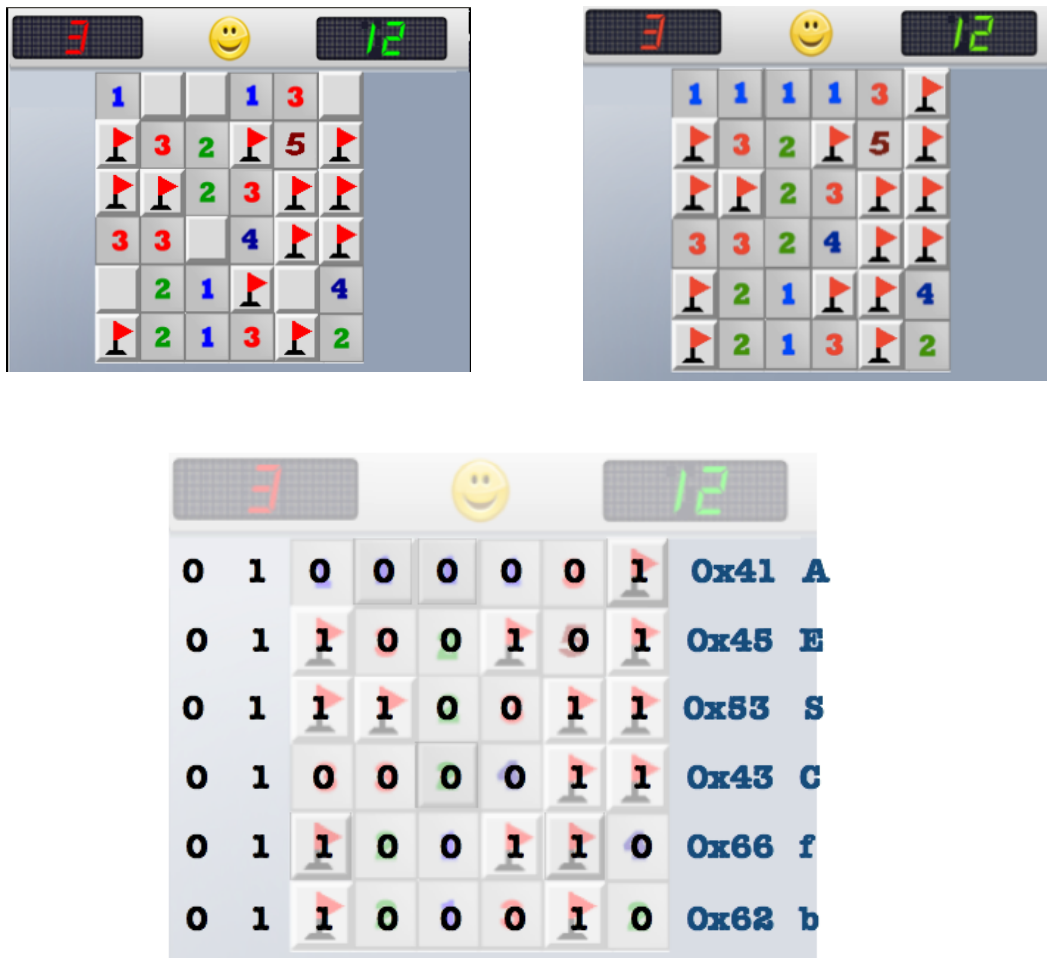 3 12
1 1 3
3 2 5
2 3
3 3 4
2 1 4
2 1 3 2
3 12
1 1 1 1 3
3 2 5
2 3
3 3 2 4
2 1 4
2 1 3 2
3 12
0 1 0 0 0 0 0 1 0x41 A
0 1 1 0 0 1 0 1 0x45 E
0 1 1 1 0 0 1 1 0x53 S
0 1 0 0 0 0 1 1 0x43 C
0 1 1 0 0 1 1 0 0x66 f
0 1 1 0 0 0 1 0 0x62 b